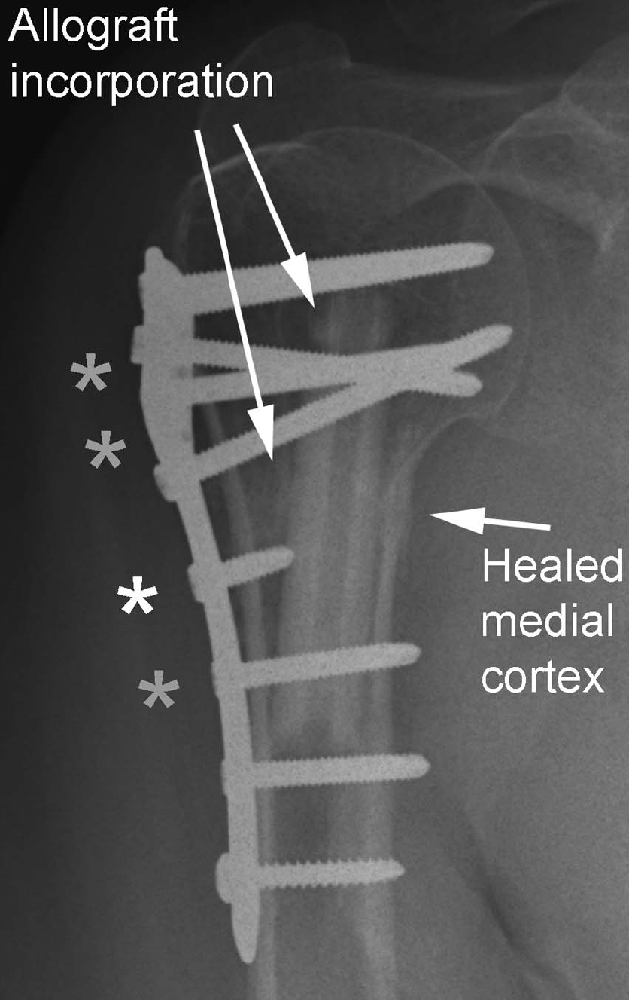 Allograft
incorporation
*
*
Healed
medial
cortex
*
*